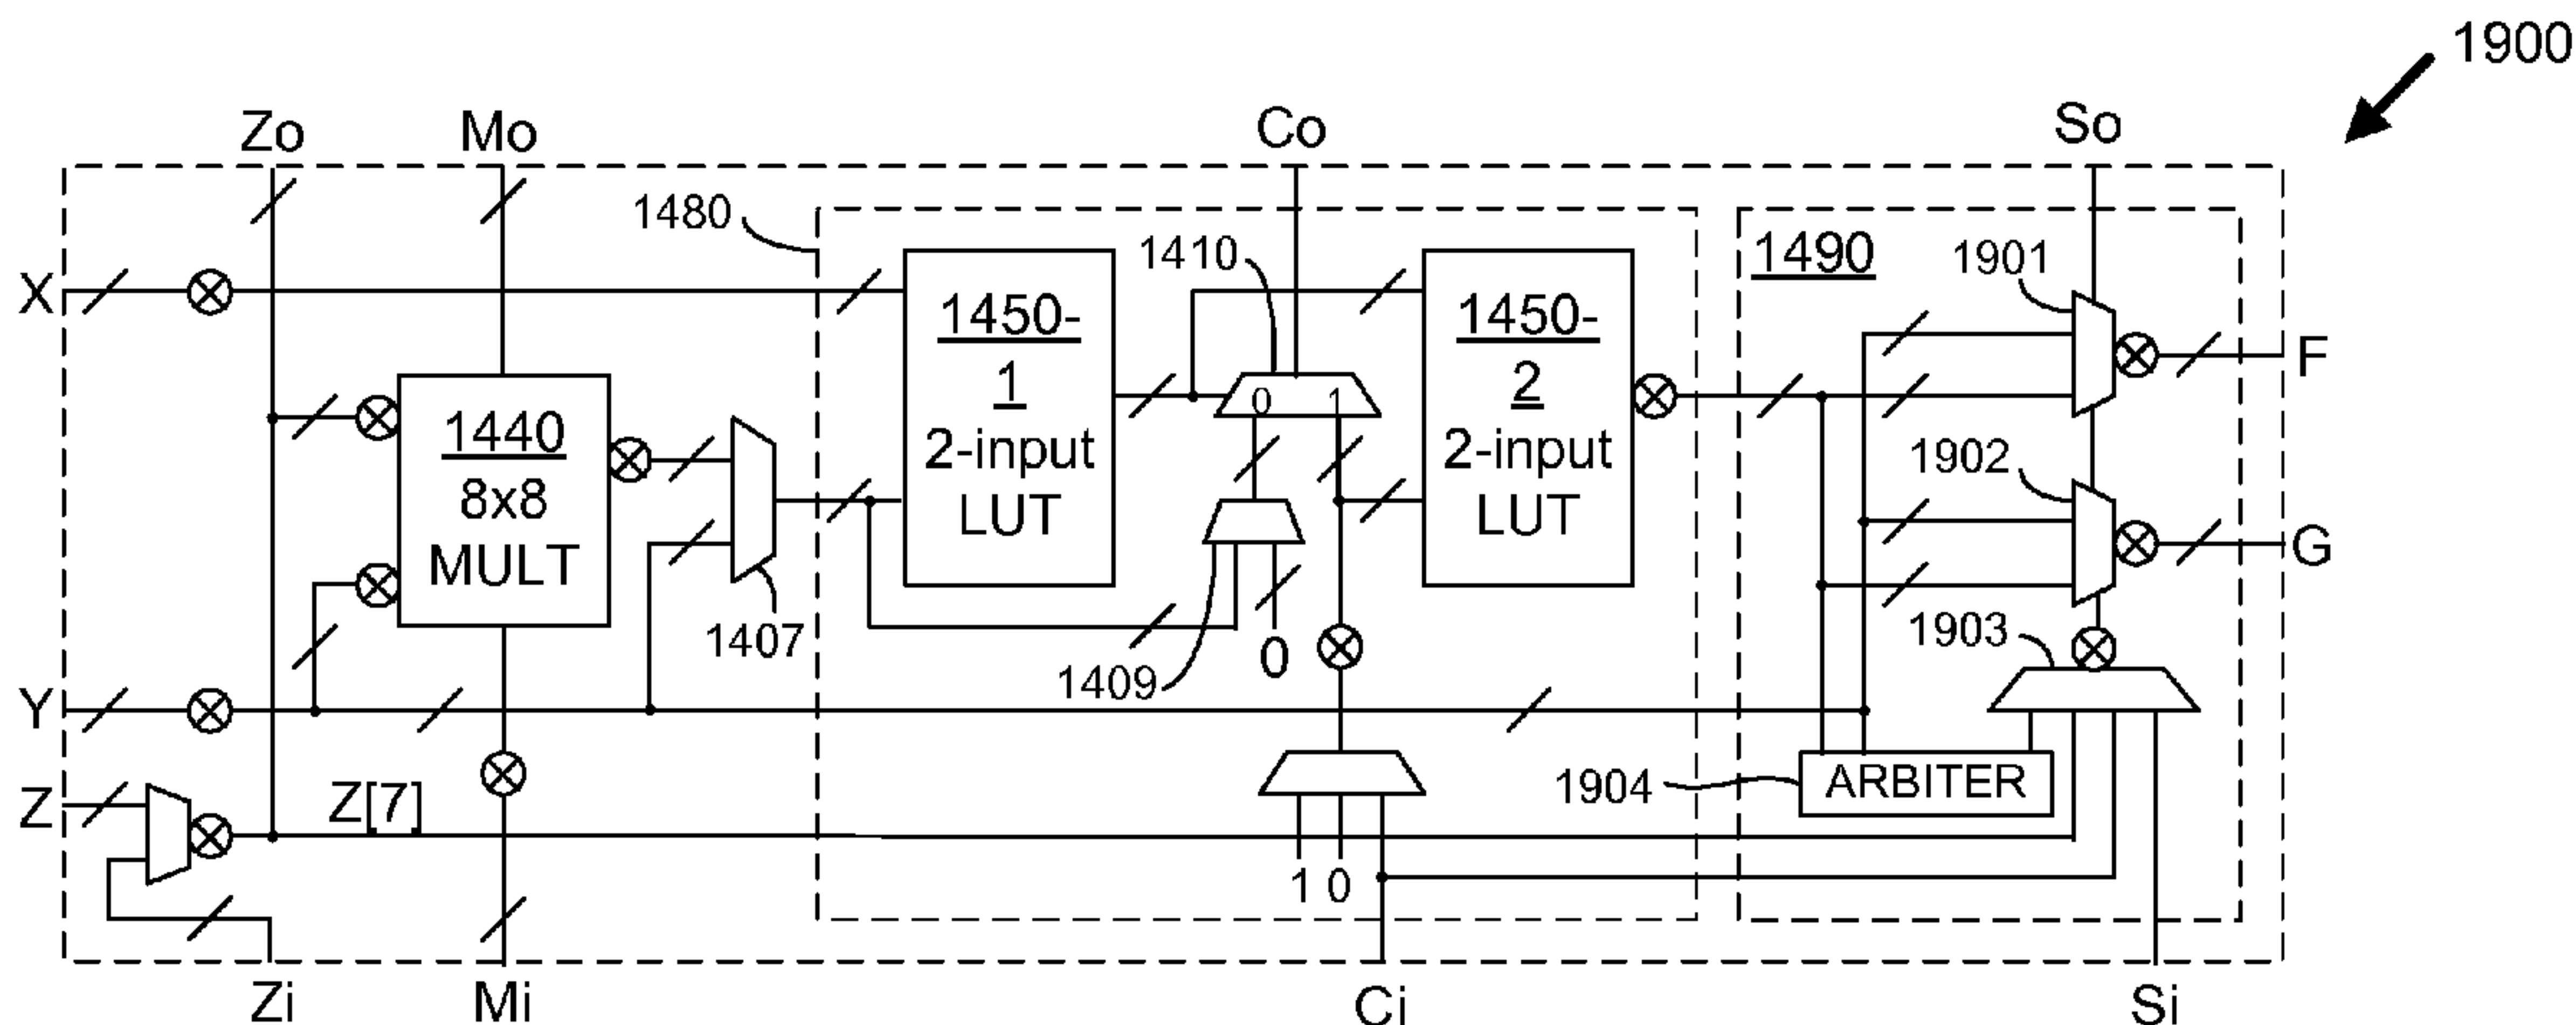 1900
Zo
Mo
Co
So
1480
1410
1490
1901
X
1450-
1
2-input
LUT
1450-
2
2-input
LUT
F
1440
8x8
MULT
0
1
1902
G
1407
1409
0
1903
Y
Z
Z[7]
1904
ARBITER
1 0
Zi
Mi
Ci
Si